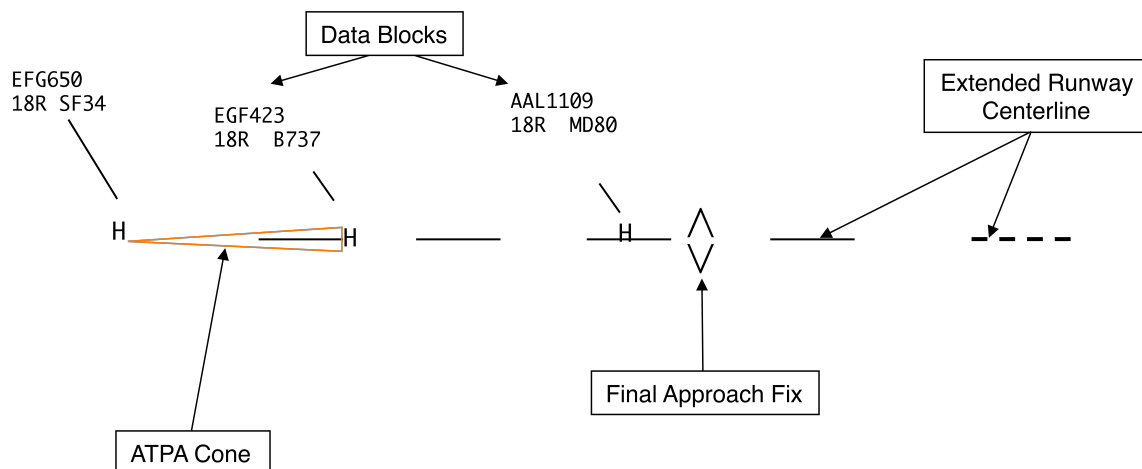 Data Blocks
EFG650
18R SF34
EGF423
18R  B737
AAL1109
18R  MD80
Extended Runway
Centerline
H
H
H
Final Approach Fix
ATPA Cone